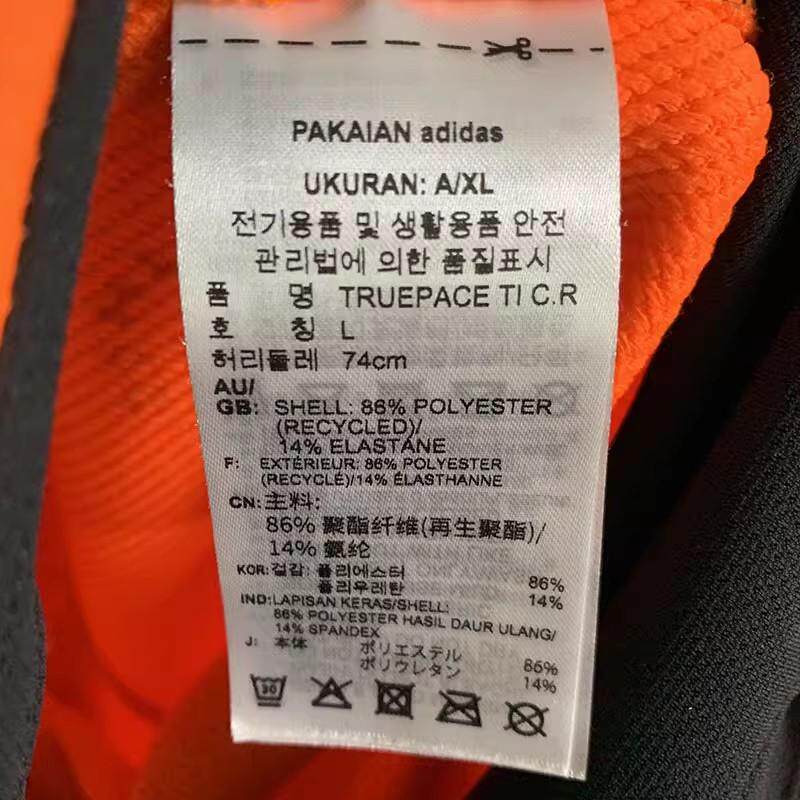 PAKAIAN adidas
UKURAN: A/XL
전기용품 및 생활용품 안전
관리법에 의한 품질표시
품 명 TRUEPACE TI C.R
호 칭 L
허리둘레 74cm
AU/
GB: SHELL: 86% POLYESTER
(RECYCLED)/
14% ELASTANE
F: EXTÉRIEUR: 86% POLYESTER
(RECYCLÉ)/14% ÉLASTHANNE
CN: 主料:
86% 聚酯纤维(再生聚酯)/
14% 氨纶
KOR: 겉감: 폴리에스터 86%
폴리우레탄 14%
IND: LAPISAN KERAS/SHELL:
86% POLYESTER HASIL DAUR ULANG/
14% SPANDEX
J: 本体 ポリエステル 86%
ポリウレタン 14%
30